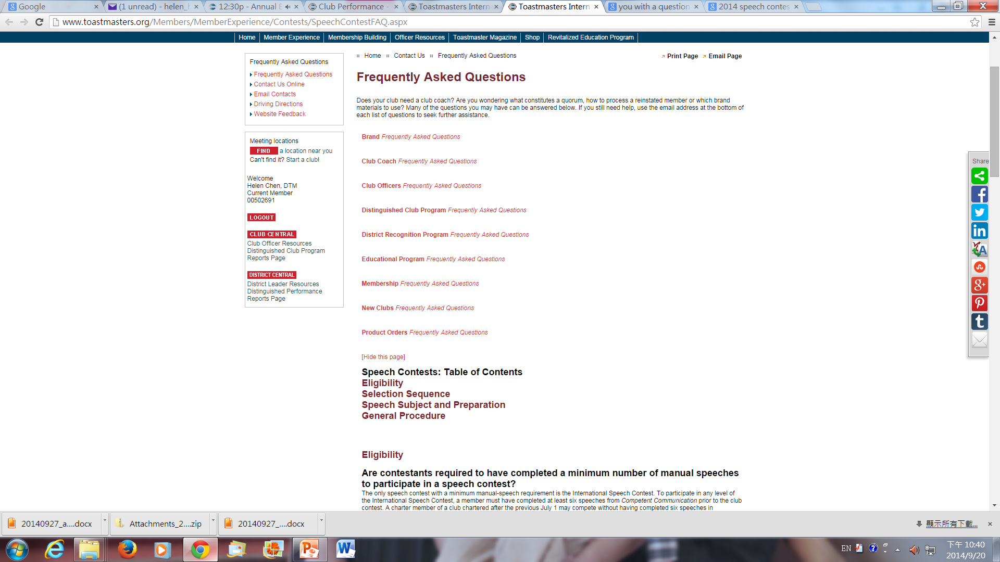 Google
(1 unread) - helen_
12:30p - Annual E
Club Performance -
Toastmasters Intern
Toastmasters Intern
you with a question
2014 speech contes
www.toastmasters.org/Members/MemberExperience/Contests/SpeechContestFAQ.aspx
Home
Member Experience
Membership Building
Officer Resources
Toastmaster Magazine
Shop
Revitalized Education Program
Frequently Asked Questions
Frequently Asked Questions
Contact Us Online
Email Contacts
Driving Directions
Website Feedback
Meeting locations
FIND a location near you
Can't find it? Start a club!
Welcome
Helen Chen, DTM
Current Member
00502691
LOGOUT
CLUB CENTRAL
Club Officer Resources
Distinguished Club Program
Reports Page
DISTRICT CENTRAL
District Leader Resources
Distinguished Performance
Reports Page
Home :: Contact Us :: Frequently Asked Questions
Print Page
Email Page
Frequently Asked Questions
Does your club need a club coach? Are you wondering what constitutes a quorum, how to process a reinstated member or which brand
materials to use? Many of the questions you may have can be answered below. If you still need help, use the email address at the bottom of
each list of questions to seek further assistance.
Brand Frequently Asked Questions
Club Coach Frequently Asked Questions
Club Officers Frequently Asked Questions
Distinguished Club Program Frequently Asked Questions
District Recognition Program Frequently Asked Questions
Educational Program Frequently Asked Questions
Membership Frequently Asked Questions
New Clubs Frequently Asked Questions
Product Orders Frequently Asked Questions
[Hide this page]
Speech Contests: Table of Contents
Eligibility
Selection Sequence
Speech Subject and Preparation
General Procedure
Eligibility
Are contestants required to have completed a minimum number of manual speeches
to participate in a speech contest?
The only speech contest with a minimum manual-speech requirement is the International Speech Contest. To participate in any level of
the International Speech Contest, a member must have completed at least six speeches from Competent Communication prior to the club
contest. A charter member of a club chartered after the previous July 1 may compete without having completed six speeches in
Share
20140927_a....docx
Attachments_2....zip
20140927_....docx
顯示所有下載...
EN
下午 10:40
2014/9/20